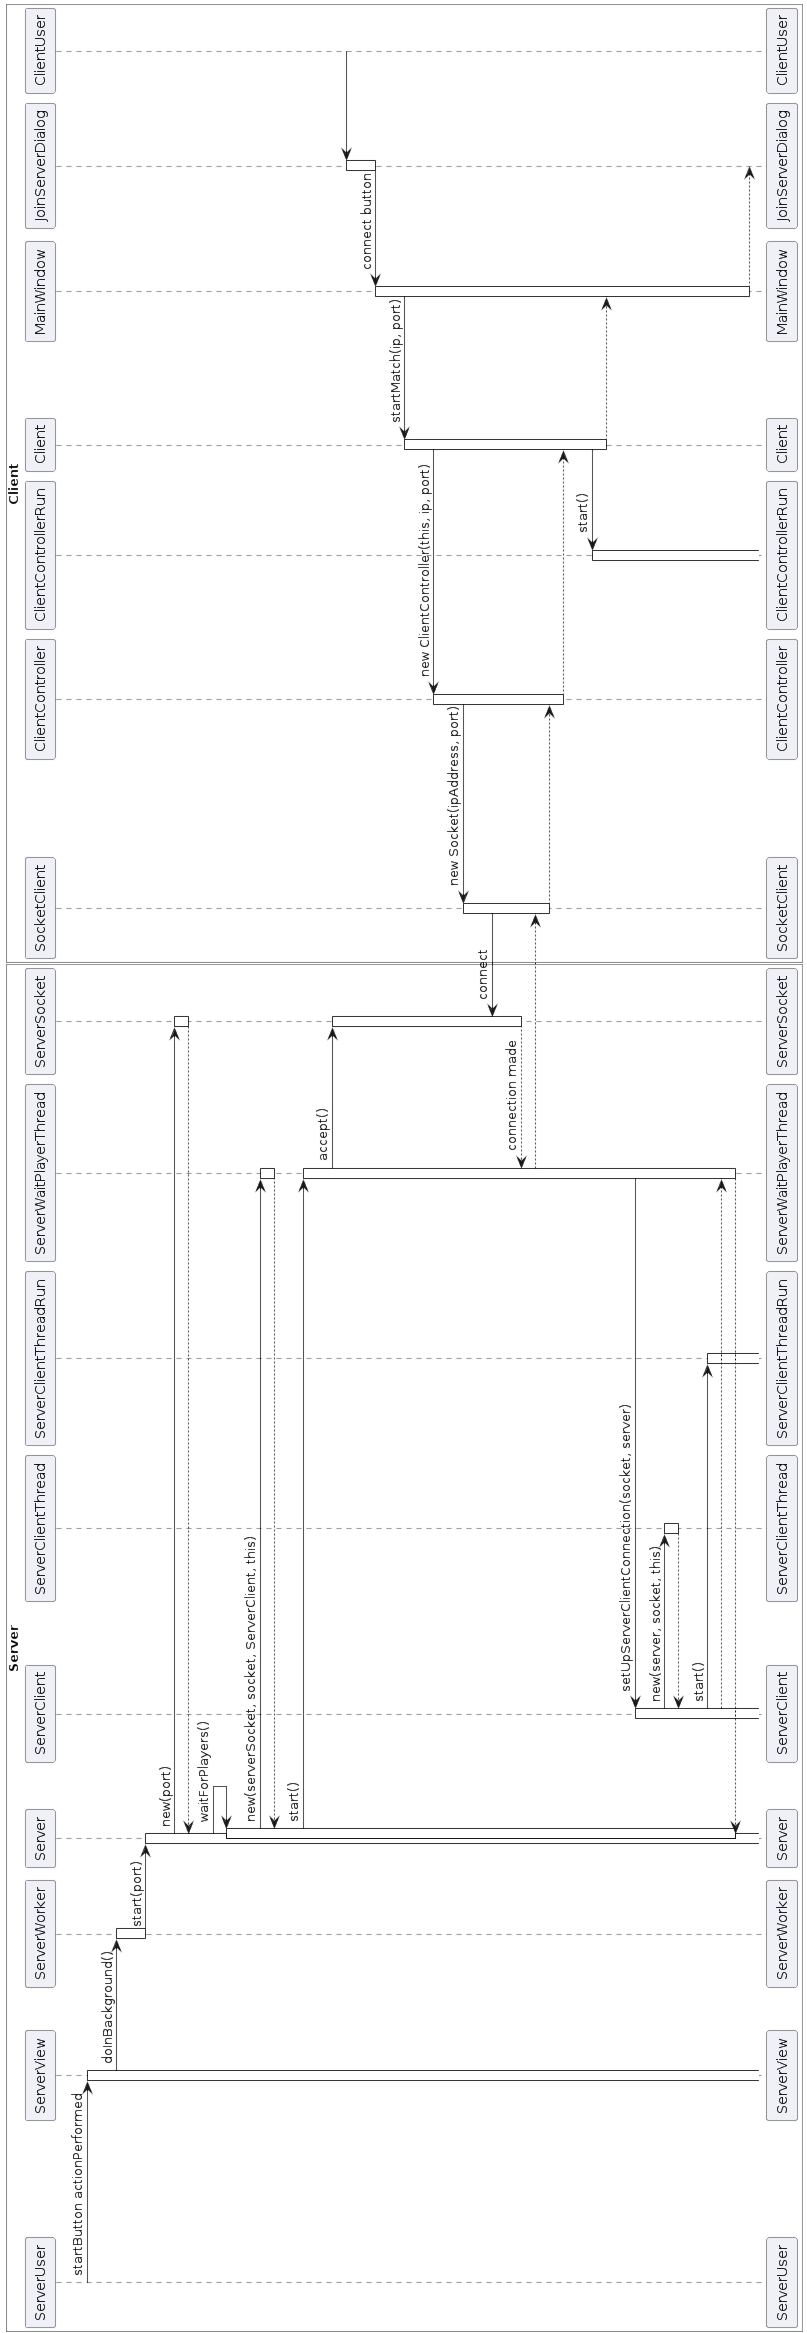 Server
Client
ServerUser
ServerView
ServerWorker
Server
ServerClient
ServerClientThread
ServerClientThreadRun
ServerWaitPlayerThread
ServerSocket
SocketClient
ClientController
ClientControllerRun
Client
MainWindow
JoinServerDialog
ClientUser
startButton actionPerformed
doInBackground()
start(port)
new(port)
waitForPlayers()
new(serverSocket, socket, ServerClient, this)
start()
accept()
connect button
startMatch(ip, port)
new ClientController(this, ip, port)
new Socket(ipAddress, port)
connect
connection made
start()
setUpServerClientConnection(socket, server)
new(server, socket, this)
start()
ServerUser
ServerView
ServerWorker
Server
ServerClient
ServerClientThread
ServerClientThreadRun
ServerWaitPlayerThread
ServerSocket
SocketClient
ClientController
ClientControllerRun
Client
MainWindow
JoinServerDialog
ClientUser